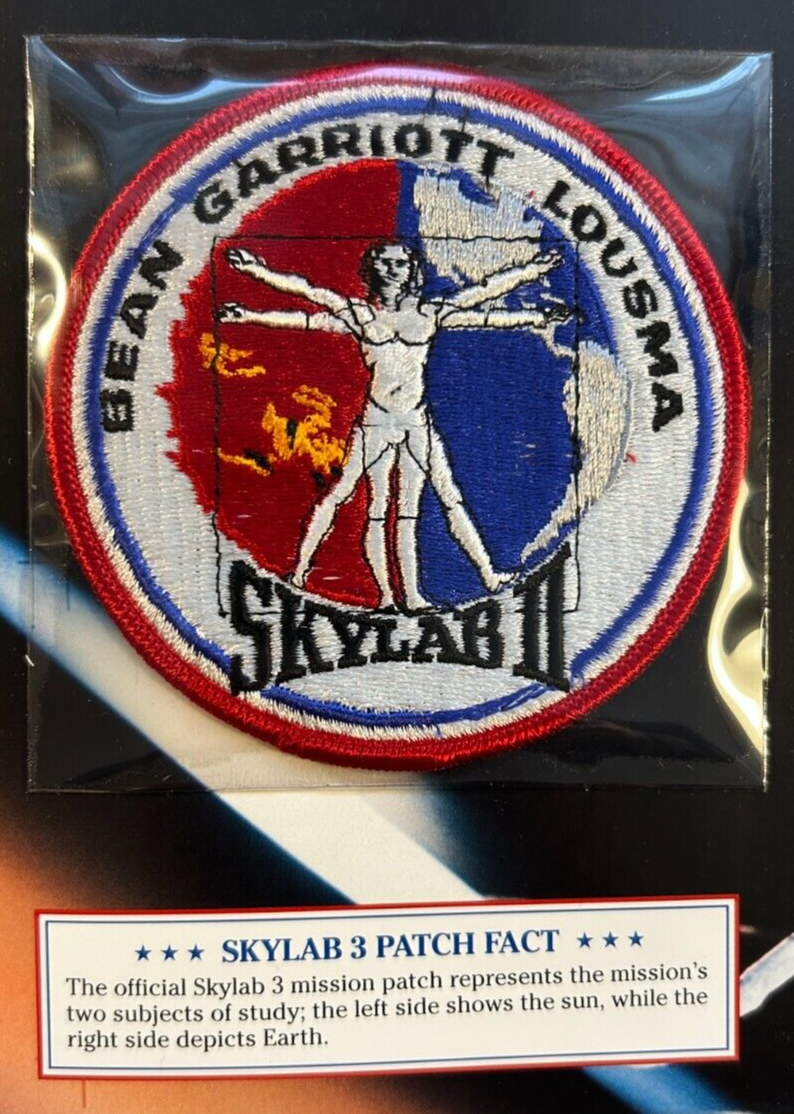 BEAN GARRIOTT LOUSMA
SKYLAB II
★ ★ ★ SKYLAB 3 PATCH FACT ★ ★ ★
The official Skylab 3 mission patch represents the mission's
two subjects of study; the left side shows the sun, while the
right side depicts Earth.